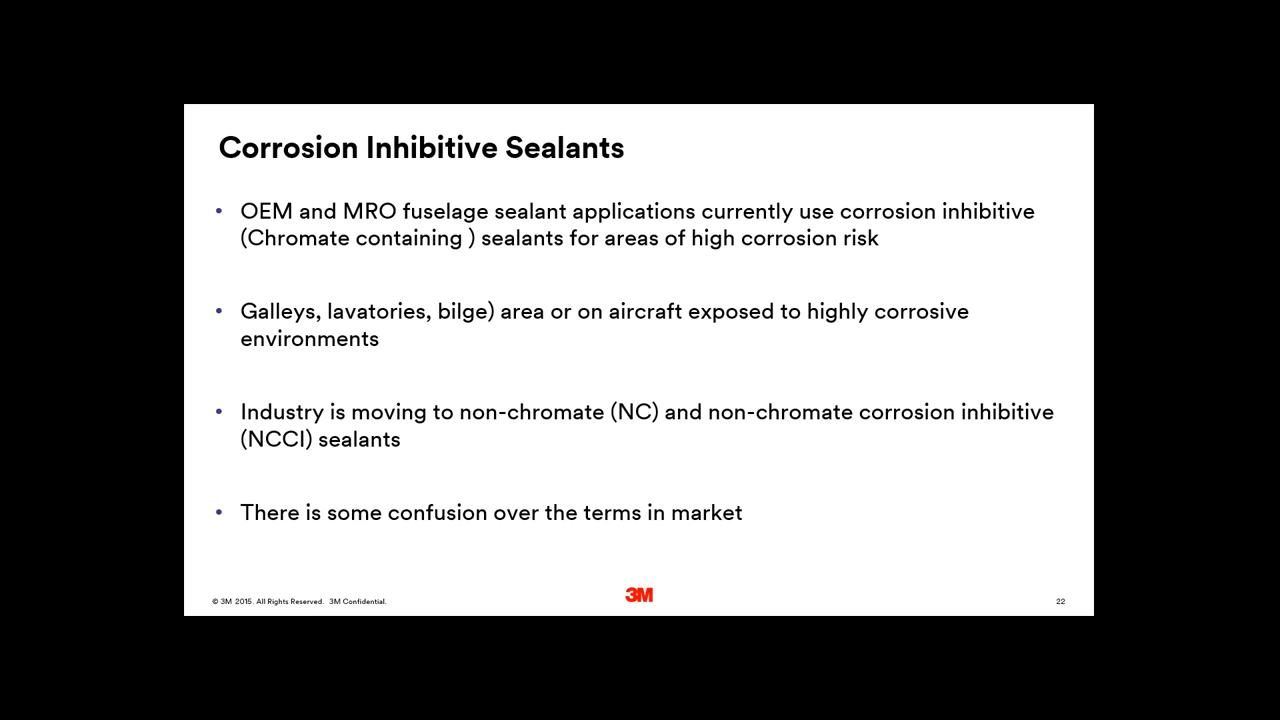 Corrosion Inhibitive Sealants
• OEM and MRO fuselage sealant applications currently use corrosion inhibitive
(Chromate containing ) sealants for areas of high corrosion risk
• Galleys, lavatories, bilge) area or on aircraft exposed to highly corrosive
environments
• Industry is moving to non-chromate (NC) and non-chromate corrosion inhibitive
(NCCI) sealants
• There is some confusion over the terms in market
© 3M 2015. All Rights Reserved. 3M Confidential.
3M
22